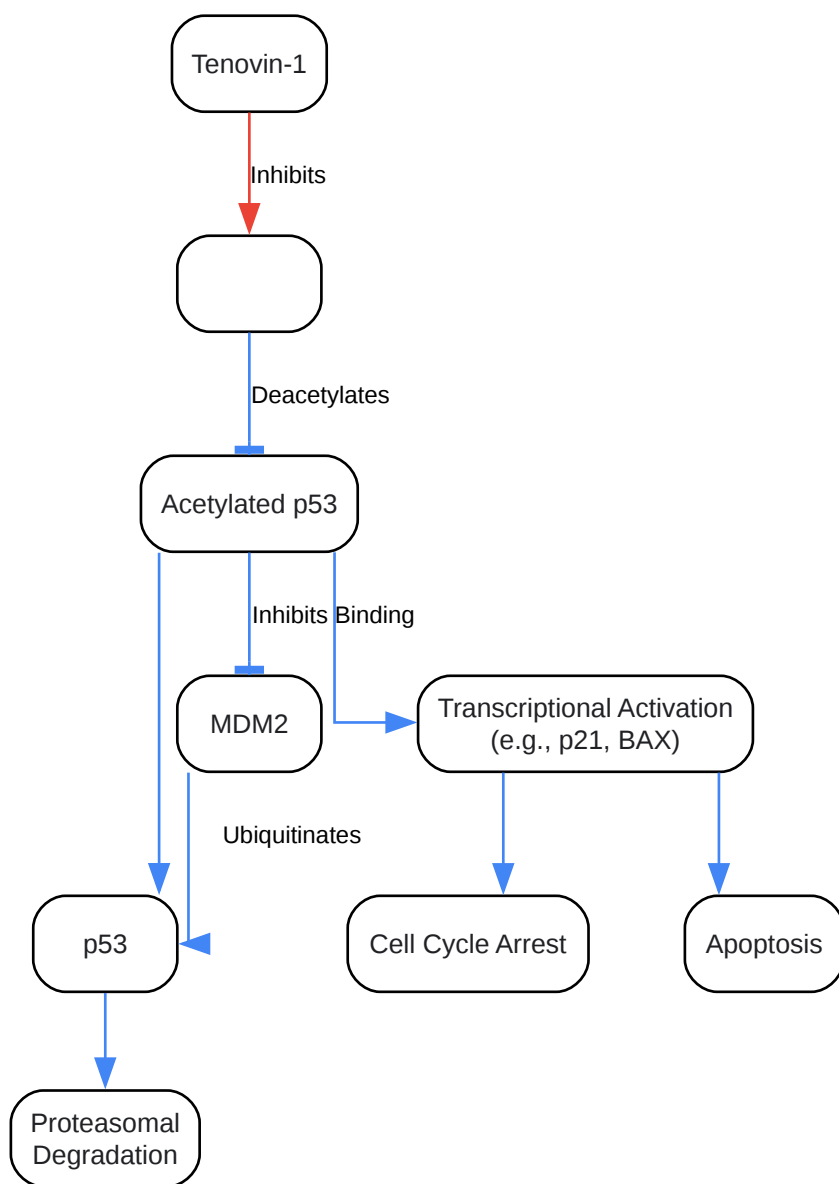 Tenovin-1
Inhibits
Deacetylates
Acetylated p53
Inhibits Binding
MDM2
Transcriptional Activation
(e.g., p21, BAX)
Ubiquitinates
p53
Cell Cycle Arrest
Apoptosis
Proteasomal
Degradation